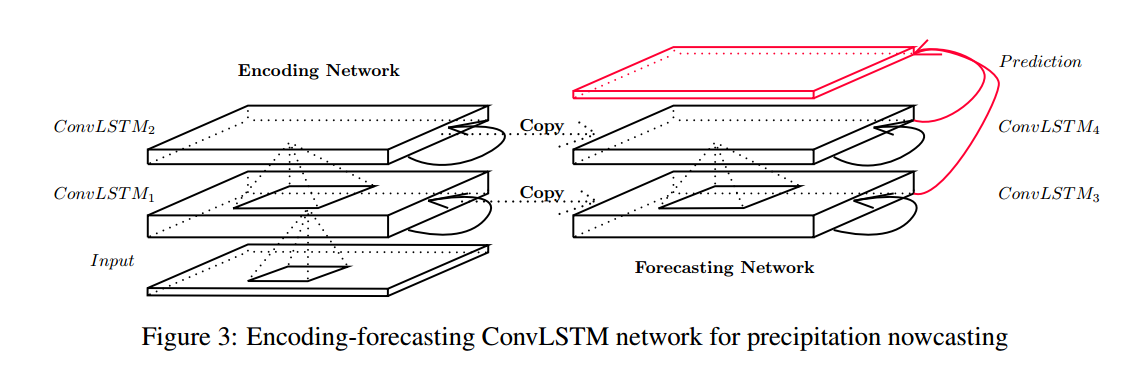 Encoding Network
Prediction
ConvLSTM₂
Copy
ConvLSTM₄
ConvLSTM₁
Copy
ConvLSTM₃
Input
Forecasting Network
Figure 3: Encoding-forecasting ConvLSTM network for precipitation nowcasting